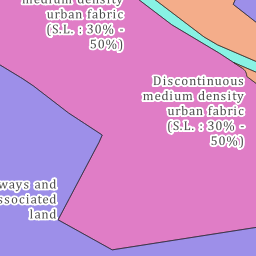 medium density
urban fabric
(S.L. : 30% -
50%)
Discontinuous
medium density
urban fabric
(S.L. : 30% -
50%)
ways and
ssociated
land